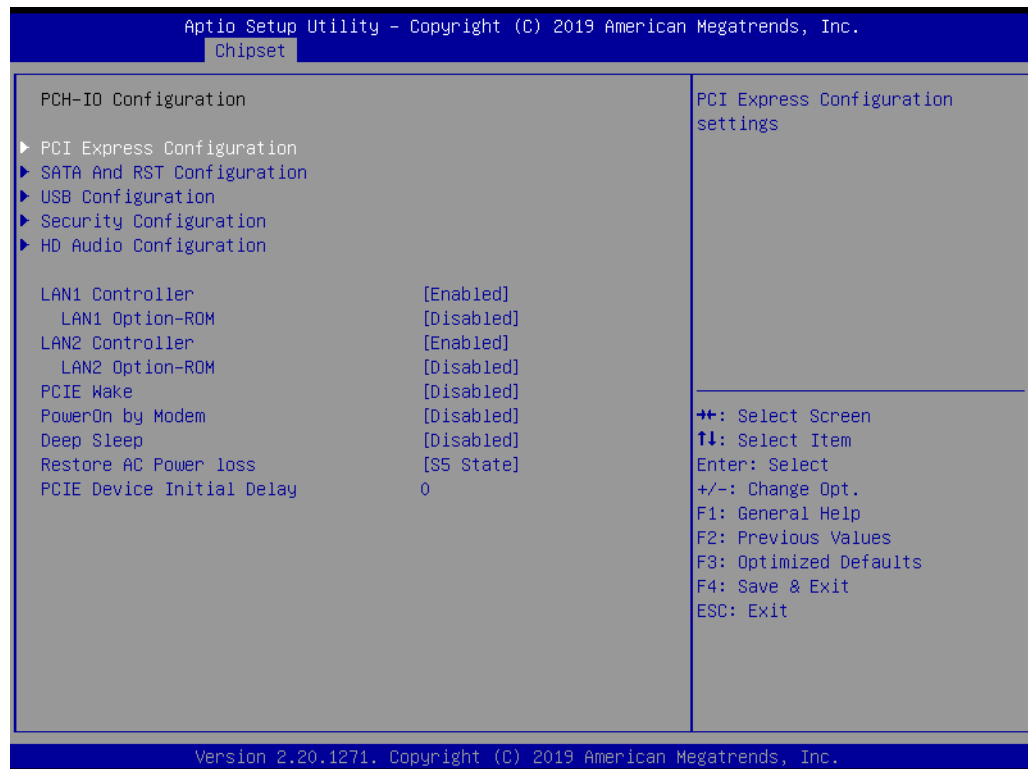 Aptio Setup Utility – Copyright (C) 2019 American Megatrends, Inc.
Chipset
PCH-IO Configuration
PCI Express Configuration
SATA And RST Configuration
USB Configuration
Security Configuration
HD Audio Configuration
LAN1 Controller [Enabled]
LAN1 Option-ROM [Disabled]
LAN2 Controller [Enabled]
LAN2 Option-ROM [Disabled]
PCIE Wake [Disabled]
PowerOn by Modem [Disabled]
Deep Sleep [Disabled]
Restore AC Power loss [S5 State]
PCIE Device Initial Delay 0
PCI Express Configuration
settings
→←: Select Screen
↑↓: Select Item
Enter: Select
+/-: Change Opt.
F1: General Help
F2: Previous Values
F3: Optimized Defaults
F4: Save & Exit
ESC: Exit
Version 2.20.1271. Copyright (C) 2019 American Megatrends, Inc.